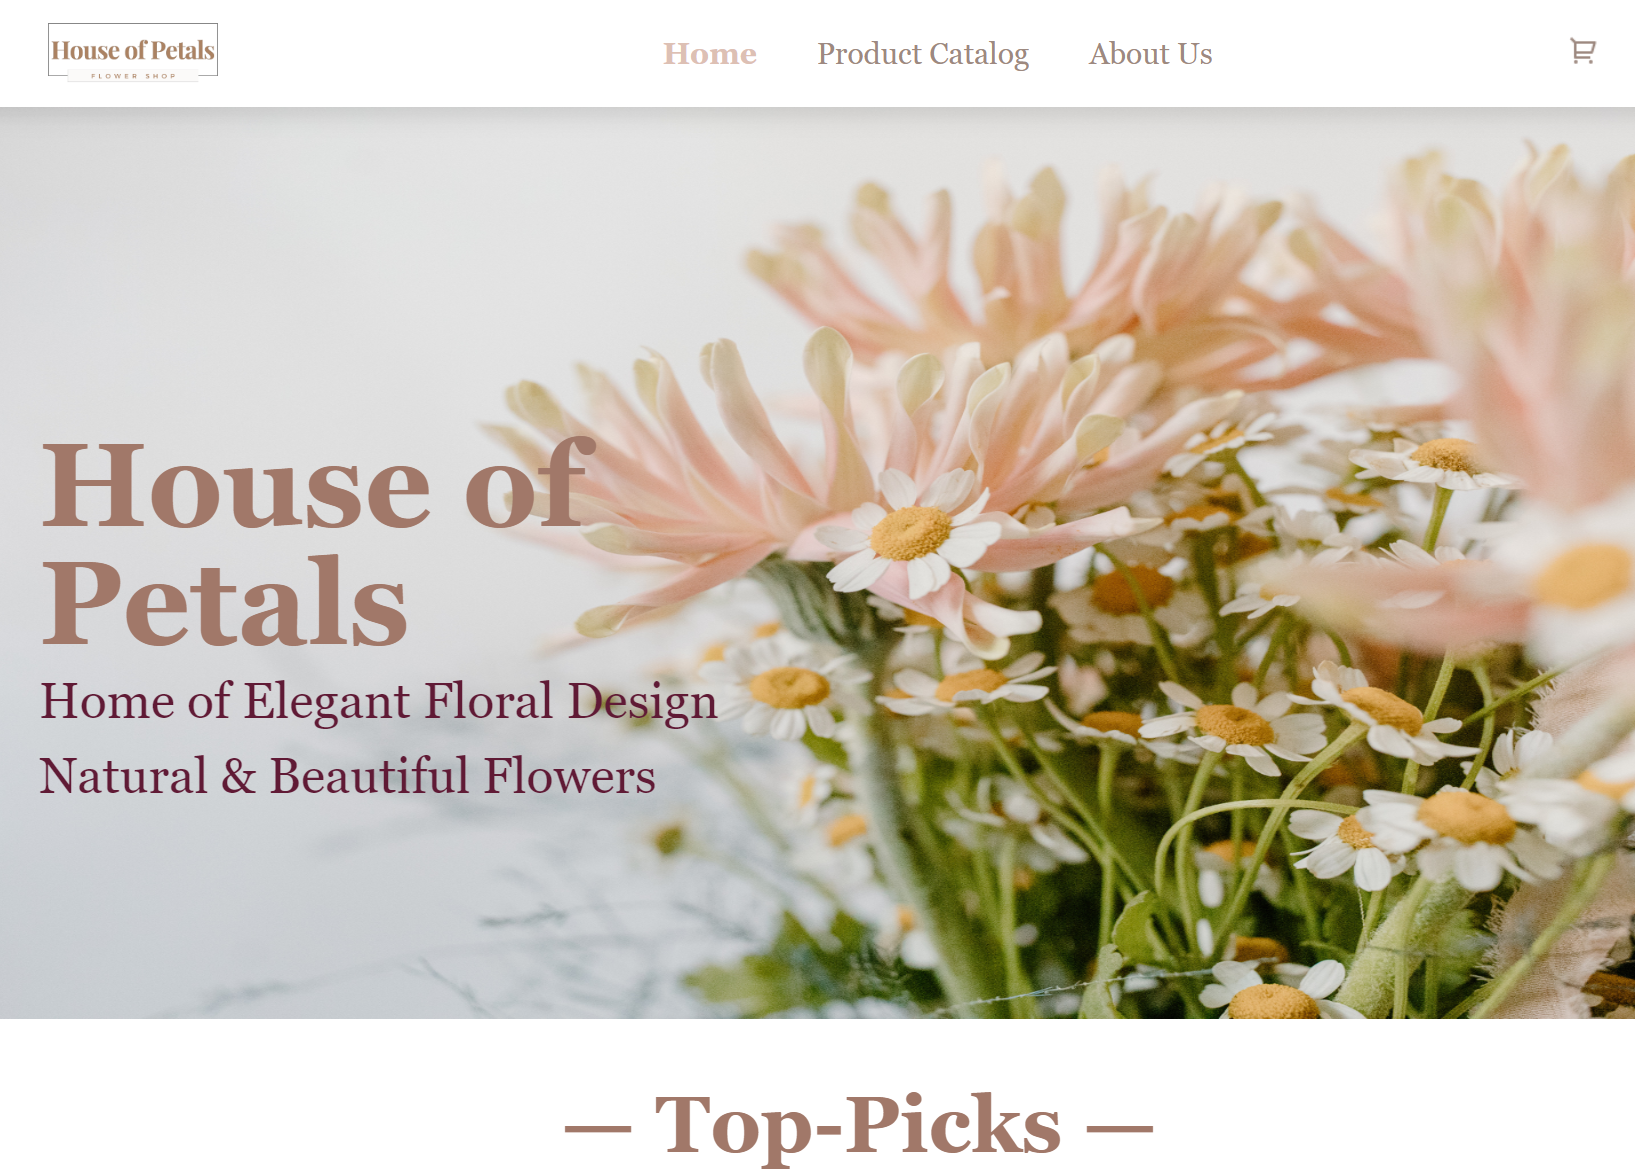 House of Petals
FLOWER SHOP
Home
Product Catalog
About Us
House of
Petals
Home of Elegant Floral Design
Natural & Beautiful Flowers
— Top-Picks —